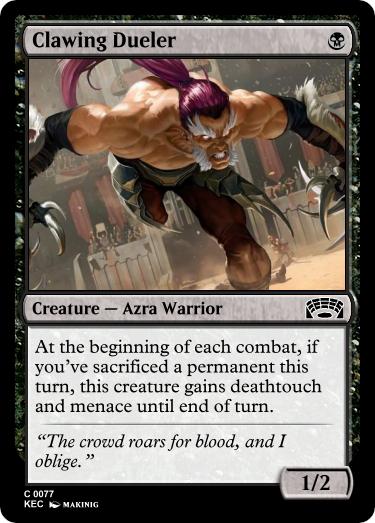 Clawing Dueler
Creature — Azra Warrior
At the beginning of each combat, if
you've sacrificed a permanent this
turn, this creature gains deathtouch
and menace until end of turn.
“The crowd roars for blood, and I
oblige.”
1/2
C 0077
KEC MAKINIG